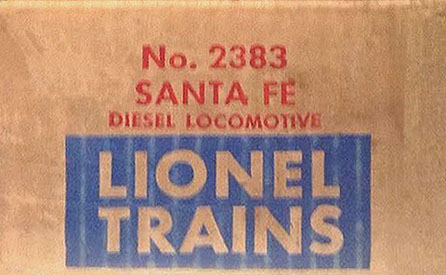 No. 2383
SANTA FE
DIESEL LOCOMOTIVE
LIONEL
TRAINS